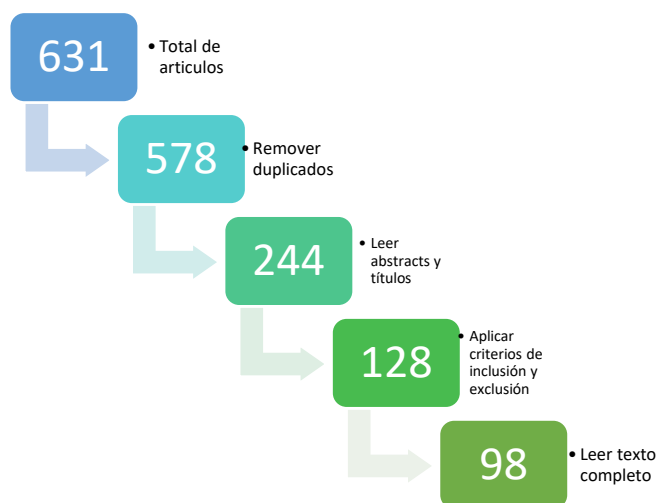 631
• Total de
articulos
578
• Remover
duplicados
244
• Leer
abstracts y
títulos
128
• Aplicar
criterios de
inclusión y
exclusión
98
• Leer texto
completo